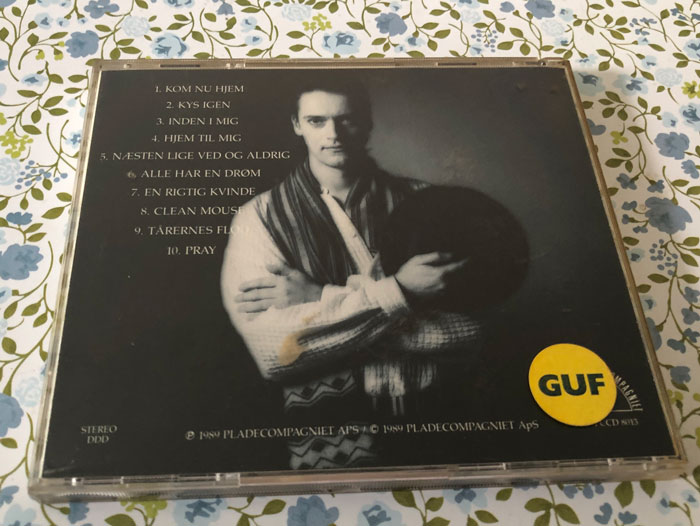 1. KOM NU HJEM
2. KYS IGEN
3. INDEN I MIG
4. HJEM TIL MIG
5. NÆSTEN LIGE VED OG ALDRIG
6. ALLE HAR EN DRØM
7. EN RIGTIG KVINDE
8. CLEAN MOUSE
9. TÅRERNES FLOD
10. PRAY
GUF
STEREO
DDD
℗ 1989 PLADECOMPAGNIET APS / © 1989 PLADECOMPAGNIET ApS